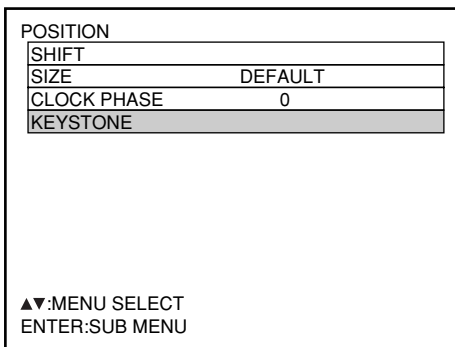 POSITION
SHIFT
SIZE DEFAULT
CLOCK PHASE 0
KEYSTONE
▲▼:MENU SELECT
ENTER:SUB MENU